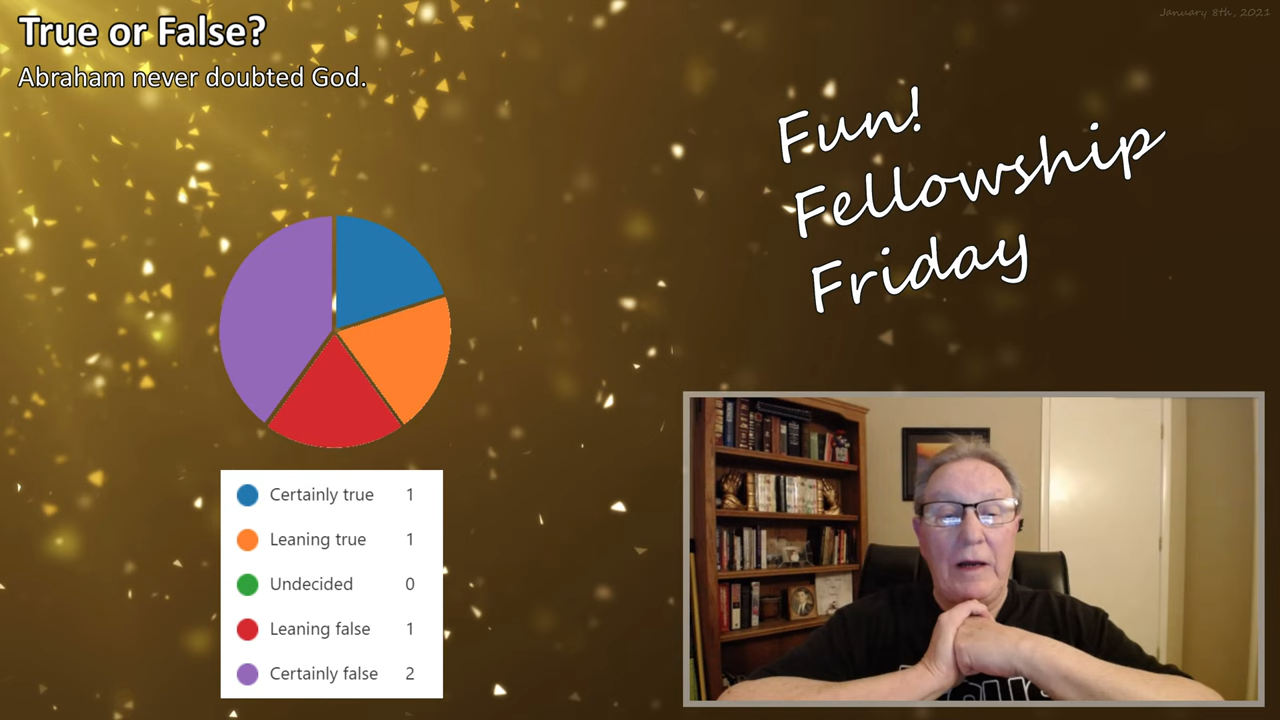 True or False?
Abraham never doubted God.
January 8th, 2021
Fun!
Fellowship
Friday
Certainly true 1
Leaning true 1
Undecided 0
Leaning false 1
Certainly false 2